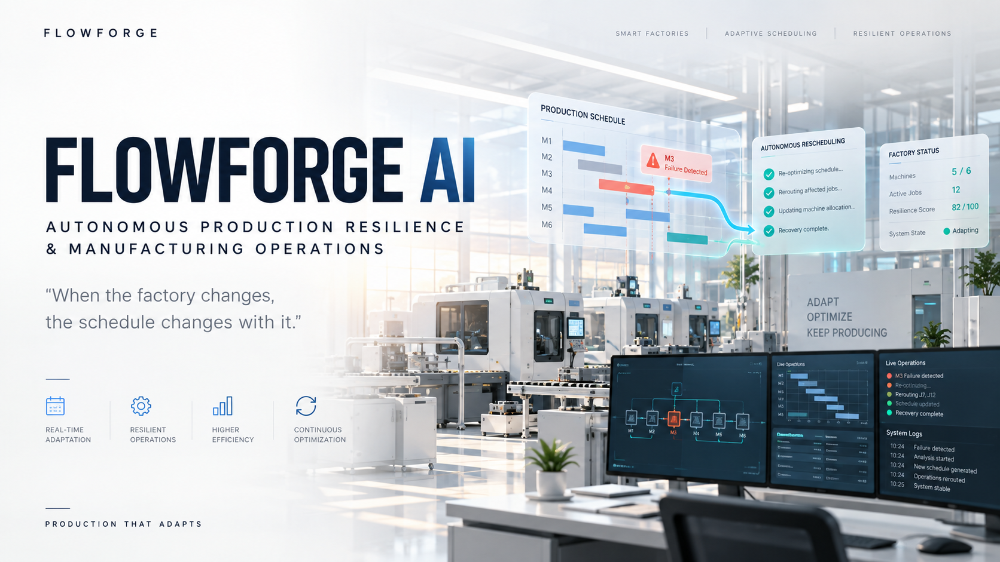 FLOWFORGE
SMART FACTORIES
ADAPTIVE SCHEDULING
RESILIENT OPERATIONS
FLOWFORGE AI
AUTONOMOUS PRODUCTION RESILIENCE
& MANUFACTURING OPERATIONS
“When the factory changes,
the schedule changes with it.”
REAL-TIME
ADAPTATION
RESILIENT
OPERATIONS
HIGHER
EFFICIENCY
CONTINUOUS
OPTIMIZATION
PRODUCTION THAT ADAPTS
PRODUCTION SCHEDULE
M1
M2
M3
M4
M5
M6
M3
Failure Detected
AUTONOMOUS RESCHEDULING
Re-optimizing schedule...
Rerouting affected jobs...
Updating machine allocation...
Recovery complete.
FACTORY STATUS
Machines 5 / 6
Active Jobs 12
Resilience Score 82 / 100
System State Adapting
ADAPT
OPTIMIZE
KEEP PRODUCING
M1 M2 M3 M4 M5 M6
Live Operations
M1
Live Operations
M3 Failure detected
Re-optimizing...
Rerouting J7, J12
Schedule updated
Recovery complete
System Logs
10:24 Failure detected
10:24 Analysis started
10:24 New schedule generated
10:24 Operations rerouted
10:25 System stable